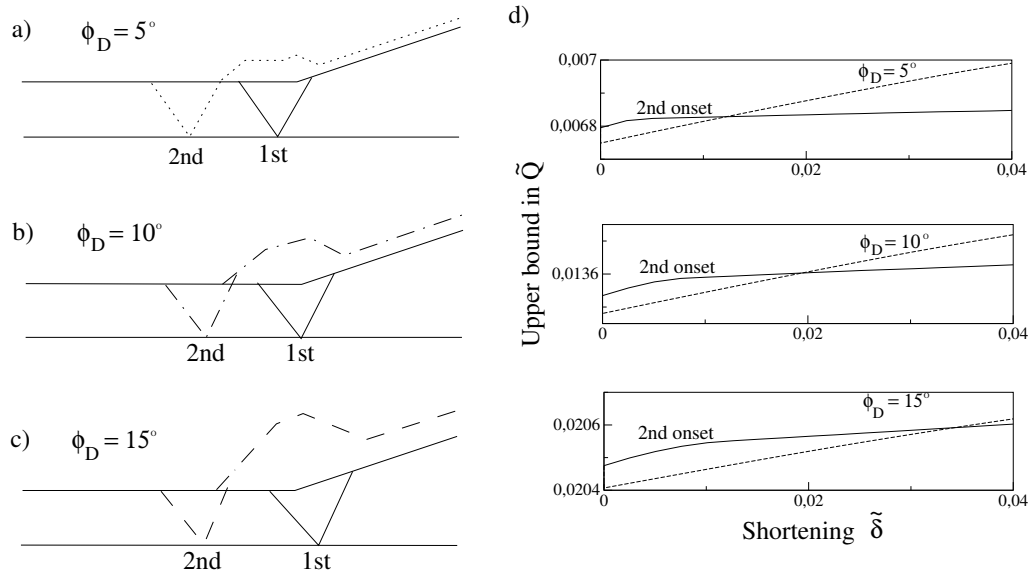 a)
ϕD = 5°
2nd
1st
b)
ϕD = 10°
2nd
1st
c)
ϕD = 15°
2nd
1st
d)
Upper bound in Q̃
0,007
0,0068
ϕD = 5°
2nd onset
0
0,02
0,04
0,0136
ϕD = 10°
2nd onset
0
0,02
0,04
0,0206
0,0204
ϕD = 15°
2nd onset
0
0,02
0,04
Shortening δ̃